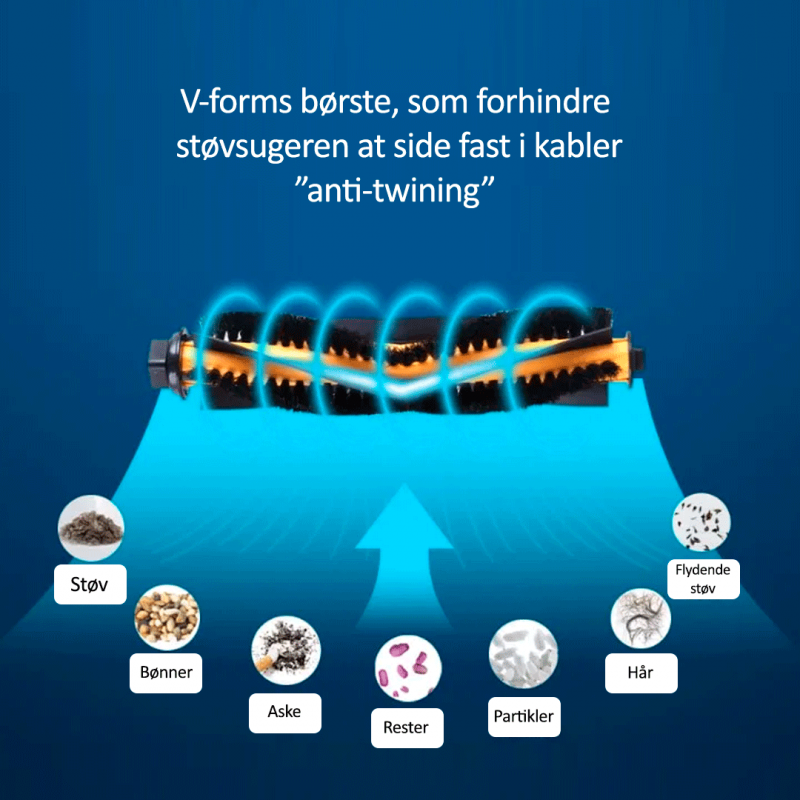 V-forms børste, som forhindre
støvsugeren at side fast i kabler
”anti-twining”
Støv
Bønner
Aske
Rester
Partikler
Hår
Flydende
støv